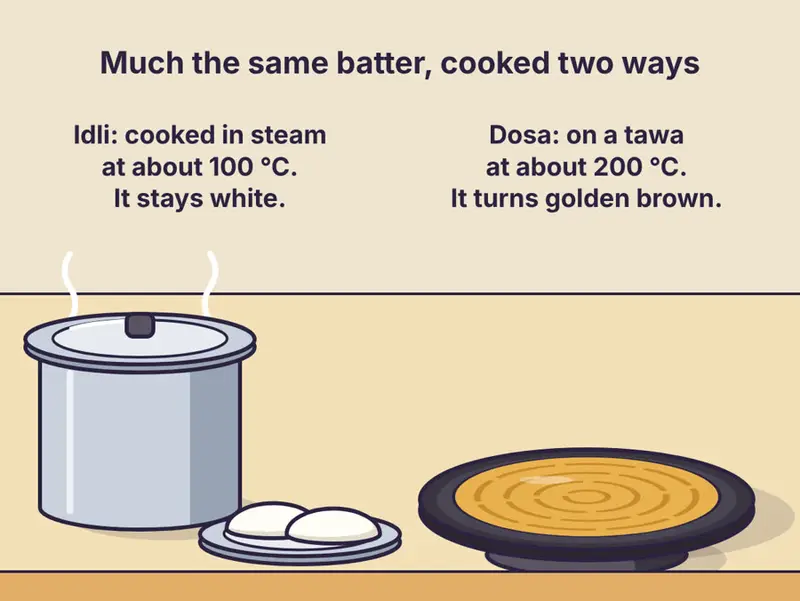 Much the same batter, cooked two ways
Idli: cooked in steam
at about 100 °C.
It stays white.
Dosa: on a tawa
at about 200 °C.
It turns golden brown.